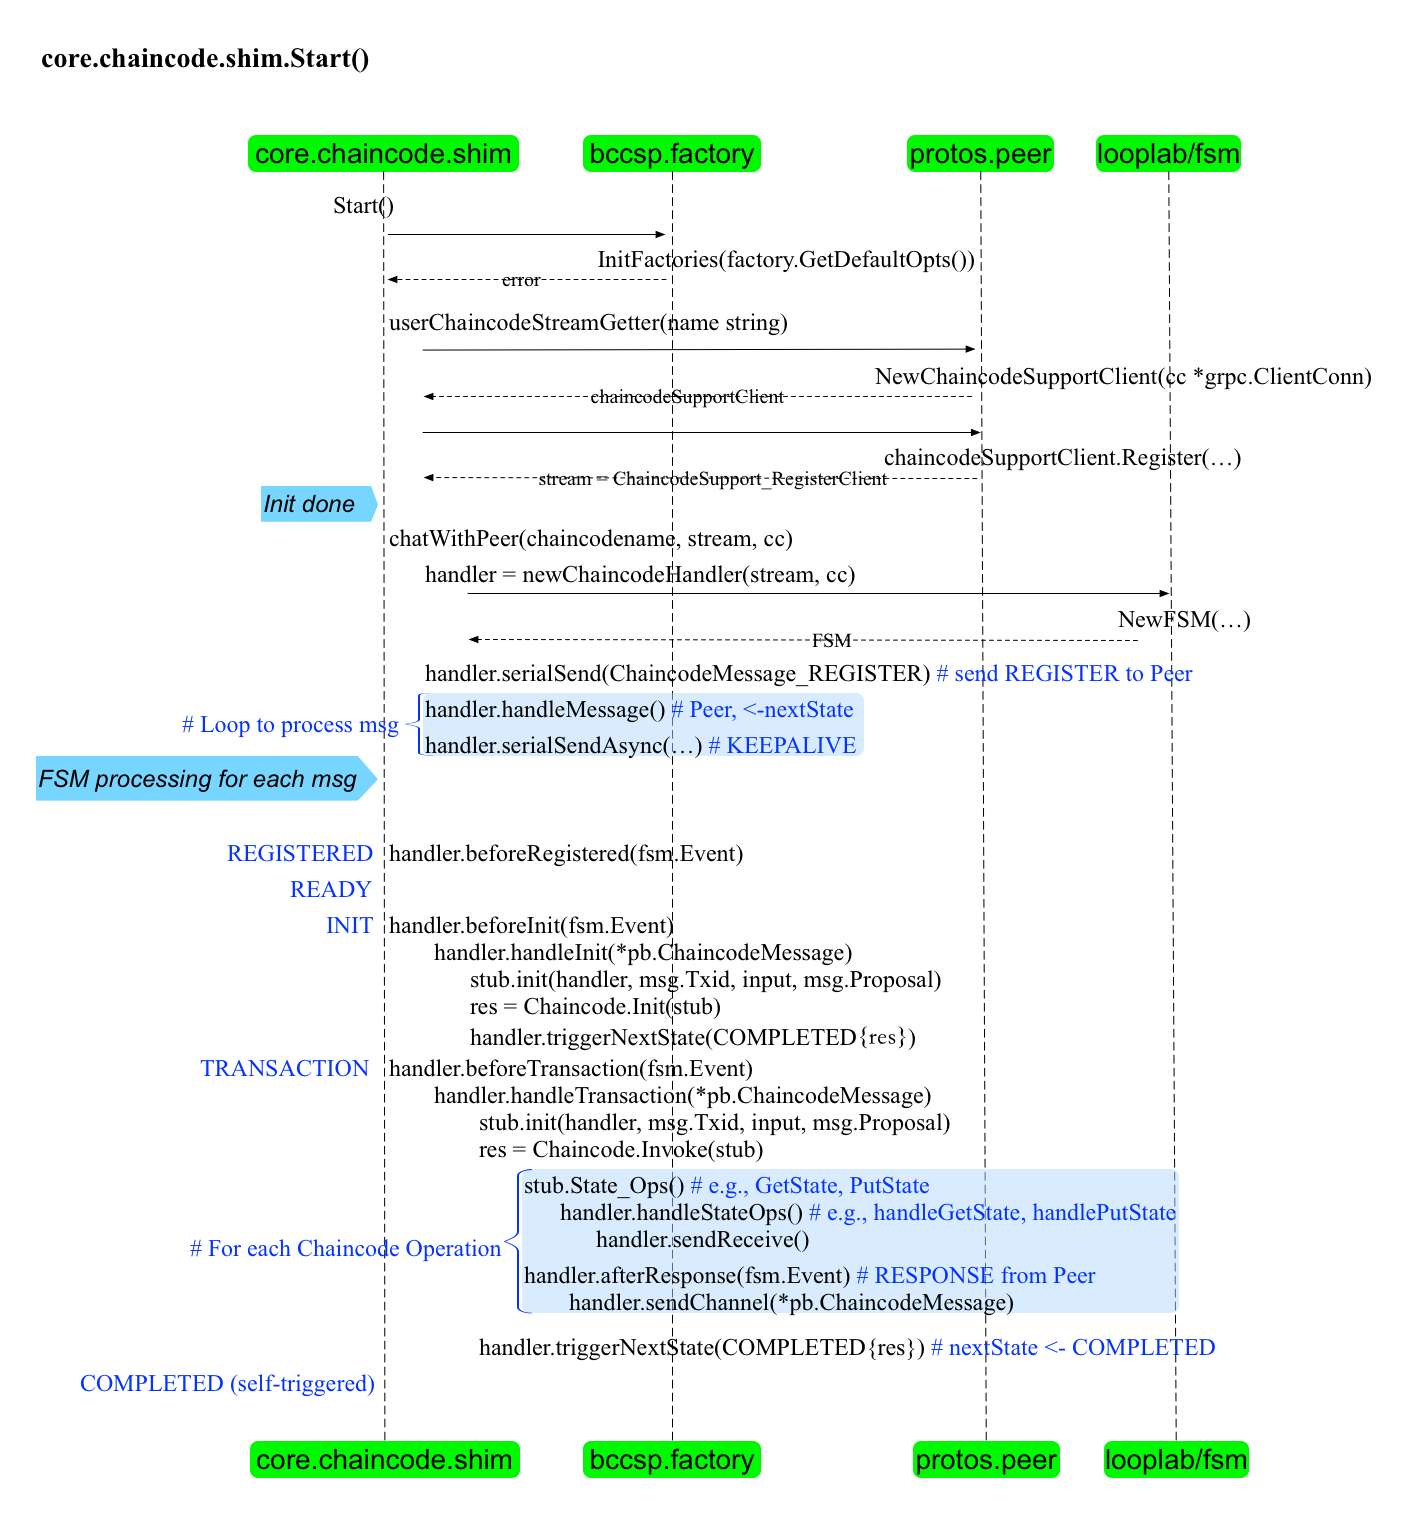 core.chaincode.shim.Start()
core.chaincode.shim bccsp.factory protos.peer looplab/fsm
Start()
InitFactories(factory.GetDefaultOpts())
error
userChaincodeStreamGetter(name string)
NewChaincodeSupportClient(cc *grpc.ClientConn)
chaincodeSupportClient
chaincodeSupportClient.Register(…)
stream = ChaincodeSupport_RegisterClient
Init done
chatWithPeer(chaincodename, stream, cc)
handler = newChaincodeHandler(stream, cc)
NewFSM(…)
FSM
handler.serialSend(ChaincodeMessage_REGISTER) # send REGISTER to Peer
handler.handleMessage() # Peer, <-nextState
# Loop to process msg
handler.serialSendAsync(…) # KEEPALIVE
FSM processing for each msg
REGISTERED handler.beforeRegistered(fsm.Event)
READY
INIT handler.beforeInit(fsm.Event)
handler.handleInit(*pb.ChaincodeMessage)
stub.init(handler, msg.Txid, input, msg.Proposal)
res = Chaincode.Init(stub)
handler.triggerNextState(COMPLETED{res})
TRANSACTION handler.beforeTransaction(fsm.Event)
handler.handleTransaction(*pb.ChaincodeMessage)
stub.init(handler, msg.Txid, input, msg.Proposal)
res = Chaincode.Invoke(stub)
stub.State_Ops() # e.g., GetState, PutState
handler.handleStateOps() # e.g., handleGetState, handlePutState
handler.sendReceive()
# For each Chaincode Operation
handler.afterResponse(fsm.Event) # RESPONSE from Peer
handler.sendChannel(*pb.ChaincodeMessage)
handler.triggerNextState(COMPLETED{res}) # nextState <- COMPLETED
COMPLETED (self-triggered)
core.chaincode.shim bccsp.factory protos.peer looplab/fsm